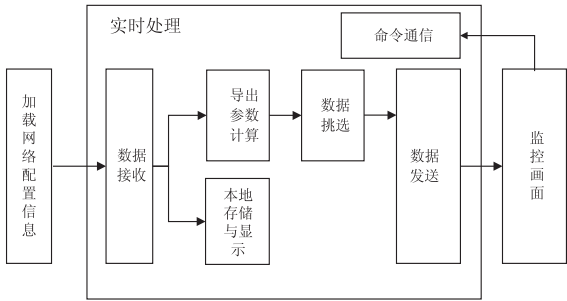 实时处理
命令通信
加
载
网
络
配
置
信
息
数据
接收
导出
参数
计算
数据
挑选
本地
存储
与显
示
数据
发送
监
控
画
面